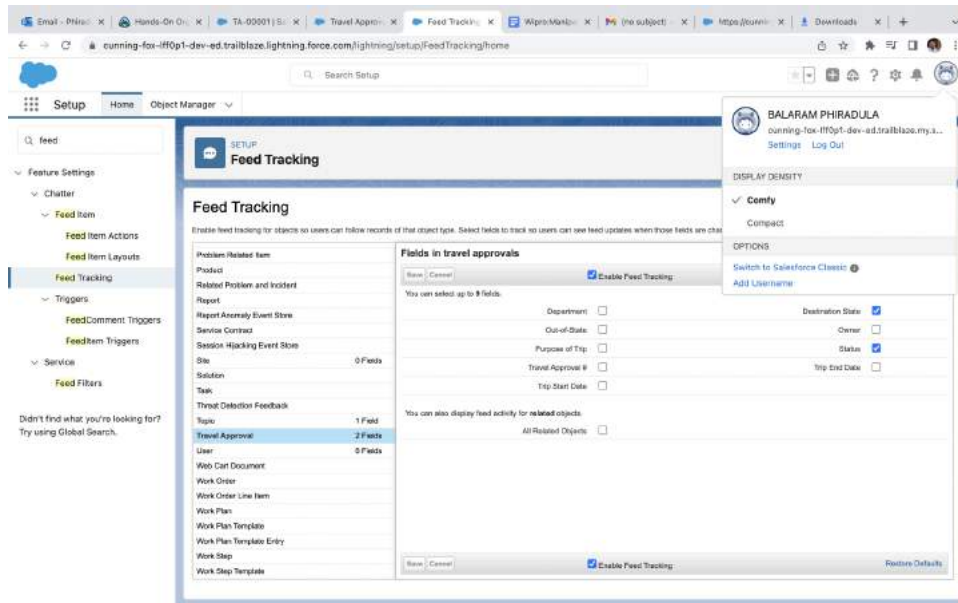 Email - Phirad
Hands-On Or
TA-00001 | Sa
Travel Approv
Feed Tracking
Wipro:Manip
(no subject) -
https://cunnin
Downloads
cunning-fox-lff0p1-dev-ed.trailblaze.lightning.force.com/lightning/setup/FeedTracking/home
Search Setup
Setup Home Object Manager
feed
Feature Settings
Chatter
Feed Item
Feed Item Actions
Feed Item Layouts
Feed Tracking
Triggers
FeedComment Triggers
FeedItem Triggers
Service
Feed Filters
Didn't find what you're looking for?
Try using Global Search.
SETUP
Feed Tracking
Feed Tracking
Enable feed tracking for objects so users can follow records of that object type. Select fields to track so users can see feed updates when those fields are cha
Problem Related Item
Product
Related Problem and Incident
Report
Report Anomaly Event Store
Service Contract
Session Hijacking Event Store
Site 0 Fields
Solution
Task
Threat Detection Feedback
Topic 1 Field
Travel Approval 2 Fields
User 0 Fields
Web Cart Document
Work Order
Work Order Line Item
Work Plan
Work Plan Template
Work Plan Template Entry
Work Step
Work Step Template
Fields in travel approvals
Save Cancel Enable Feed Tracking
You can select up to 9 fields.
Department Destination State
Out-of-State Owner
Purpose of Trip Status
Travel Approval # Trip End Date
Trip Start Date
You can also display feed activity for related objects
All Related Objects
Save Cancel Enable Feed Tracking Restore Defaults
BALARAM PHIRADULA
cunning-fox-lff0p1-dev-ed.trailblaze.my.s...
Settings Log Out
DISPLAY DENSITY
Comfy
Compact
OPTIONS
Switch to Salesforce Classic
Add Username